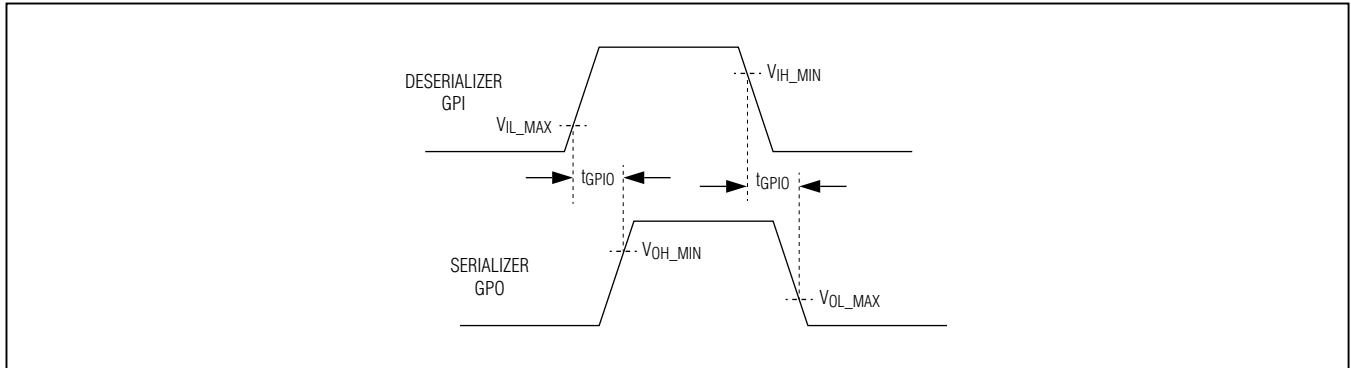 DESERIALIZER
GPI
VIH_MIN
VIL_MAX
tGPIO
tGPIO
SERIALIZER
GPO
VOH_MIN
VOL_MAX